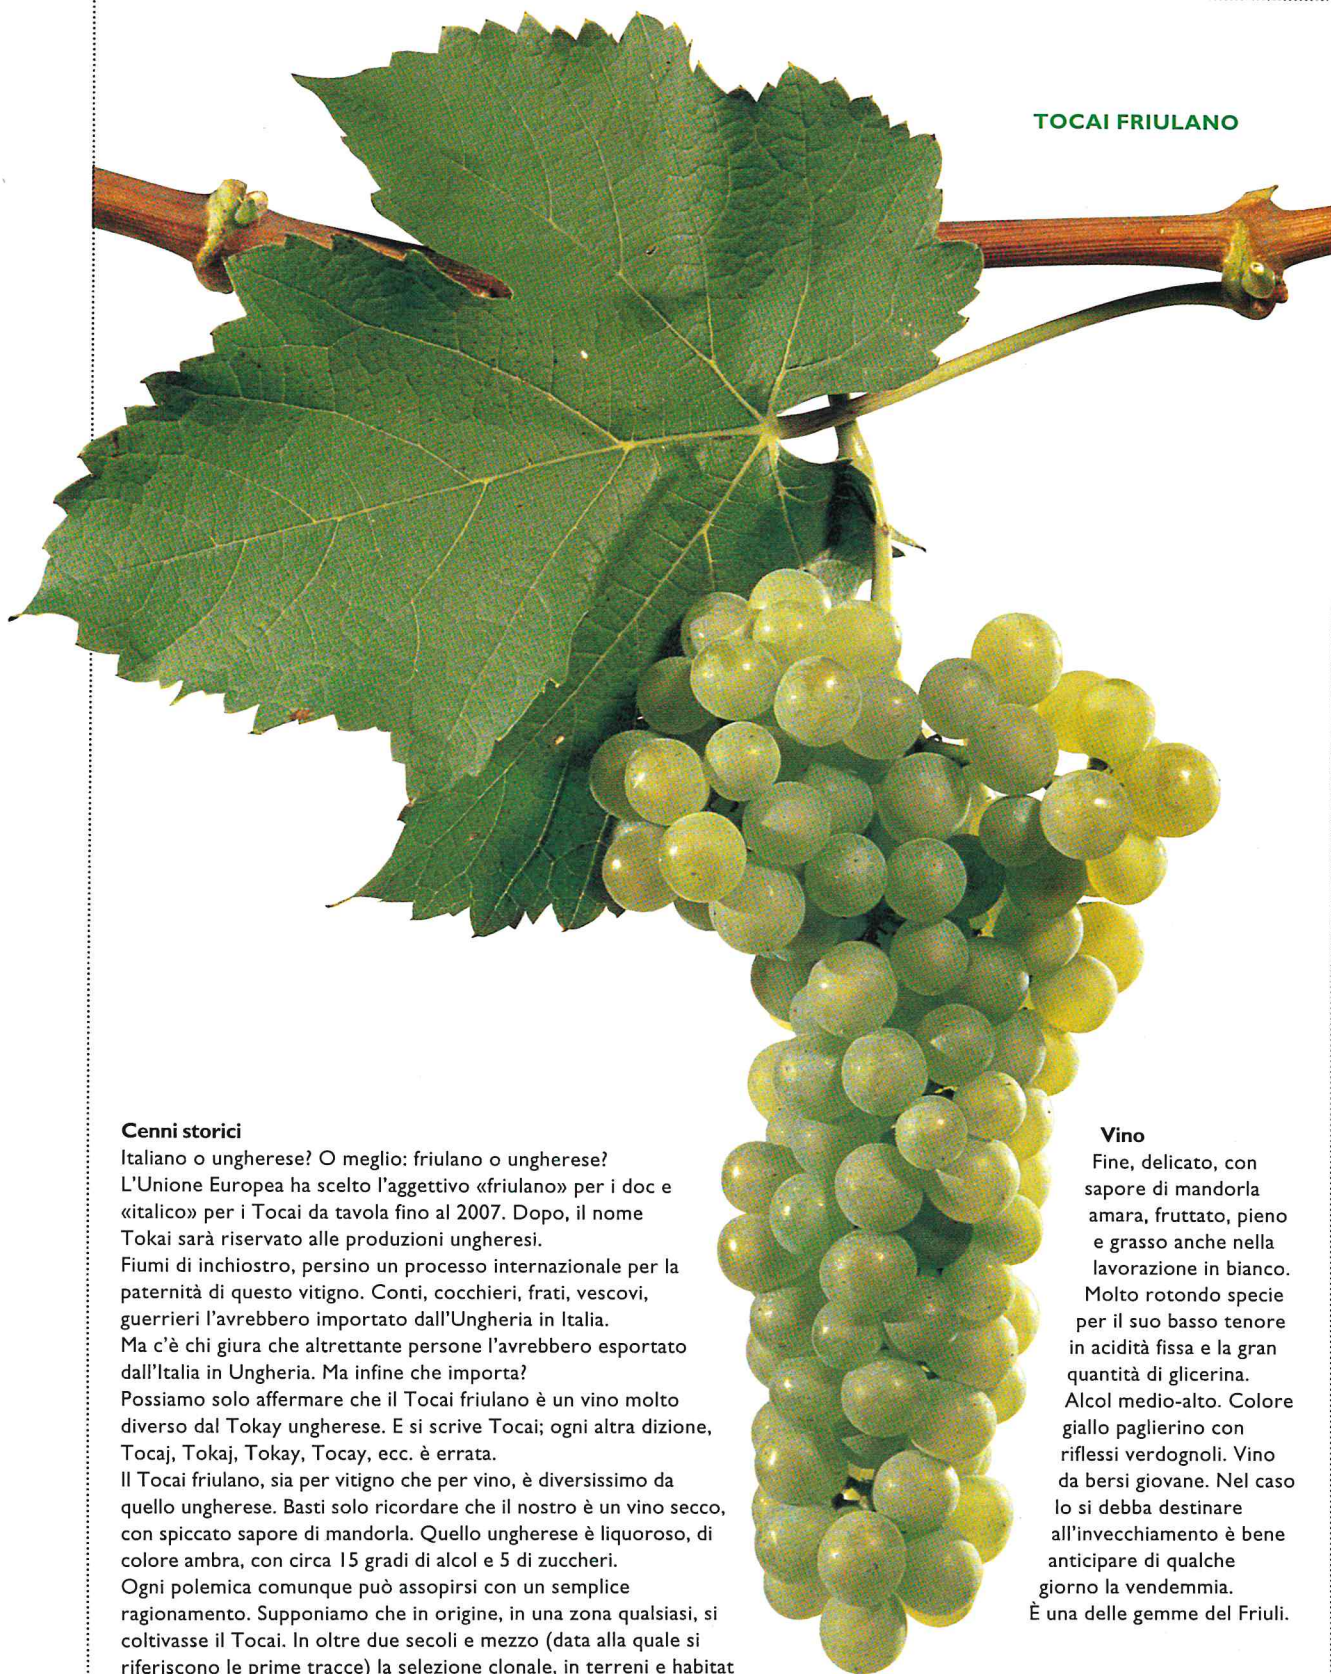 TOCAI FRIULANO
Cenni storici
Italiano o ungherese? O meglio: friulano o ungherese?
L'Unione Europea ha scelto l'aggettivo «friulano» per i doc e
«italico» per i Tocai da tavola fino al 2007. Dopo, il nome
Tokai sarà riservato alle produzioni ungheresi.
Fiumi di inchiostro, persino un processo internazionale per la
paternità di questo vitigno. Conti, cocchieri, frati, vescovi,
guerrieri l'avrebbero importato dall'Ungheria in Italia.
Ma c'è chi giura che altrettante persone l'avrebbero esportato
dall'Italia in Ungheria. Ma infine che importa?
Possiamo solo affermare che il Tocai friulano è un vino molto
diverso dal Tokay ungherese. E si scrive Tocai; ogni altra dizione,
Tocaj, Tokaj, Tokay, Tocay, ecc. è errata.
Il Tocai friulano, sia per vitigno che per vino, è diversissimo da
quello ungherese. Basti solo ricordare che il nostro è un vino secco,
con spiccato sapore di mandorla. Quello ungherese è liquoroso, di
colore ambra, con circa 15 gradi di alcol e 5 di zuccheri.
Ogni polemica comunque può assopirsi con un semplice
ragionamento. Supponiamo che in origine, in una zona qualsiasi, si
coltivasse il Tocai. In oltre due secoli e mezzo (data alla quale si
riferiscono le prime tracce) la selezione clonale, in terreni e habitat
Vino
Fine, delicato, con
sapore di mandorla
amara, fruttato, pieno
e grasso anche nella
lavorazione in bianco.
Molto rotondo specie
per il suo basso tenore
in acidità fissa e la gran
quantità di glicerina.
Alcol medio-alto. Colore
giallo paglierino con
riflessi verdognoli. Vino
da bersi giovane. Nel caso
lo si debba destinare
all'invecchiamento è bene
anticipare di qualche
giorno la vendemmia.
È una delle gemme del Friuli.